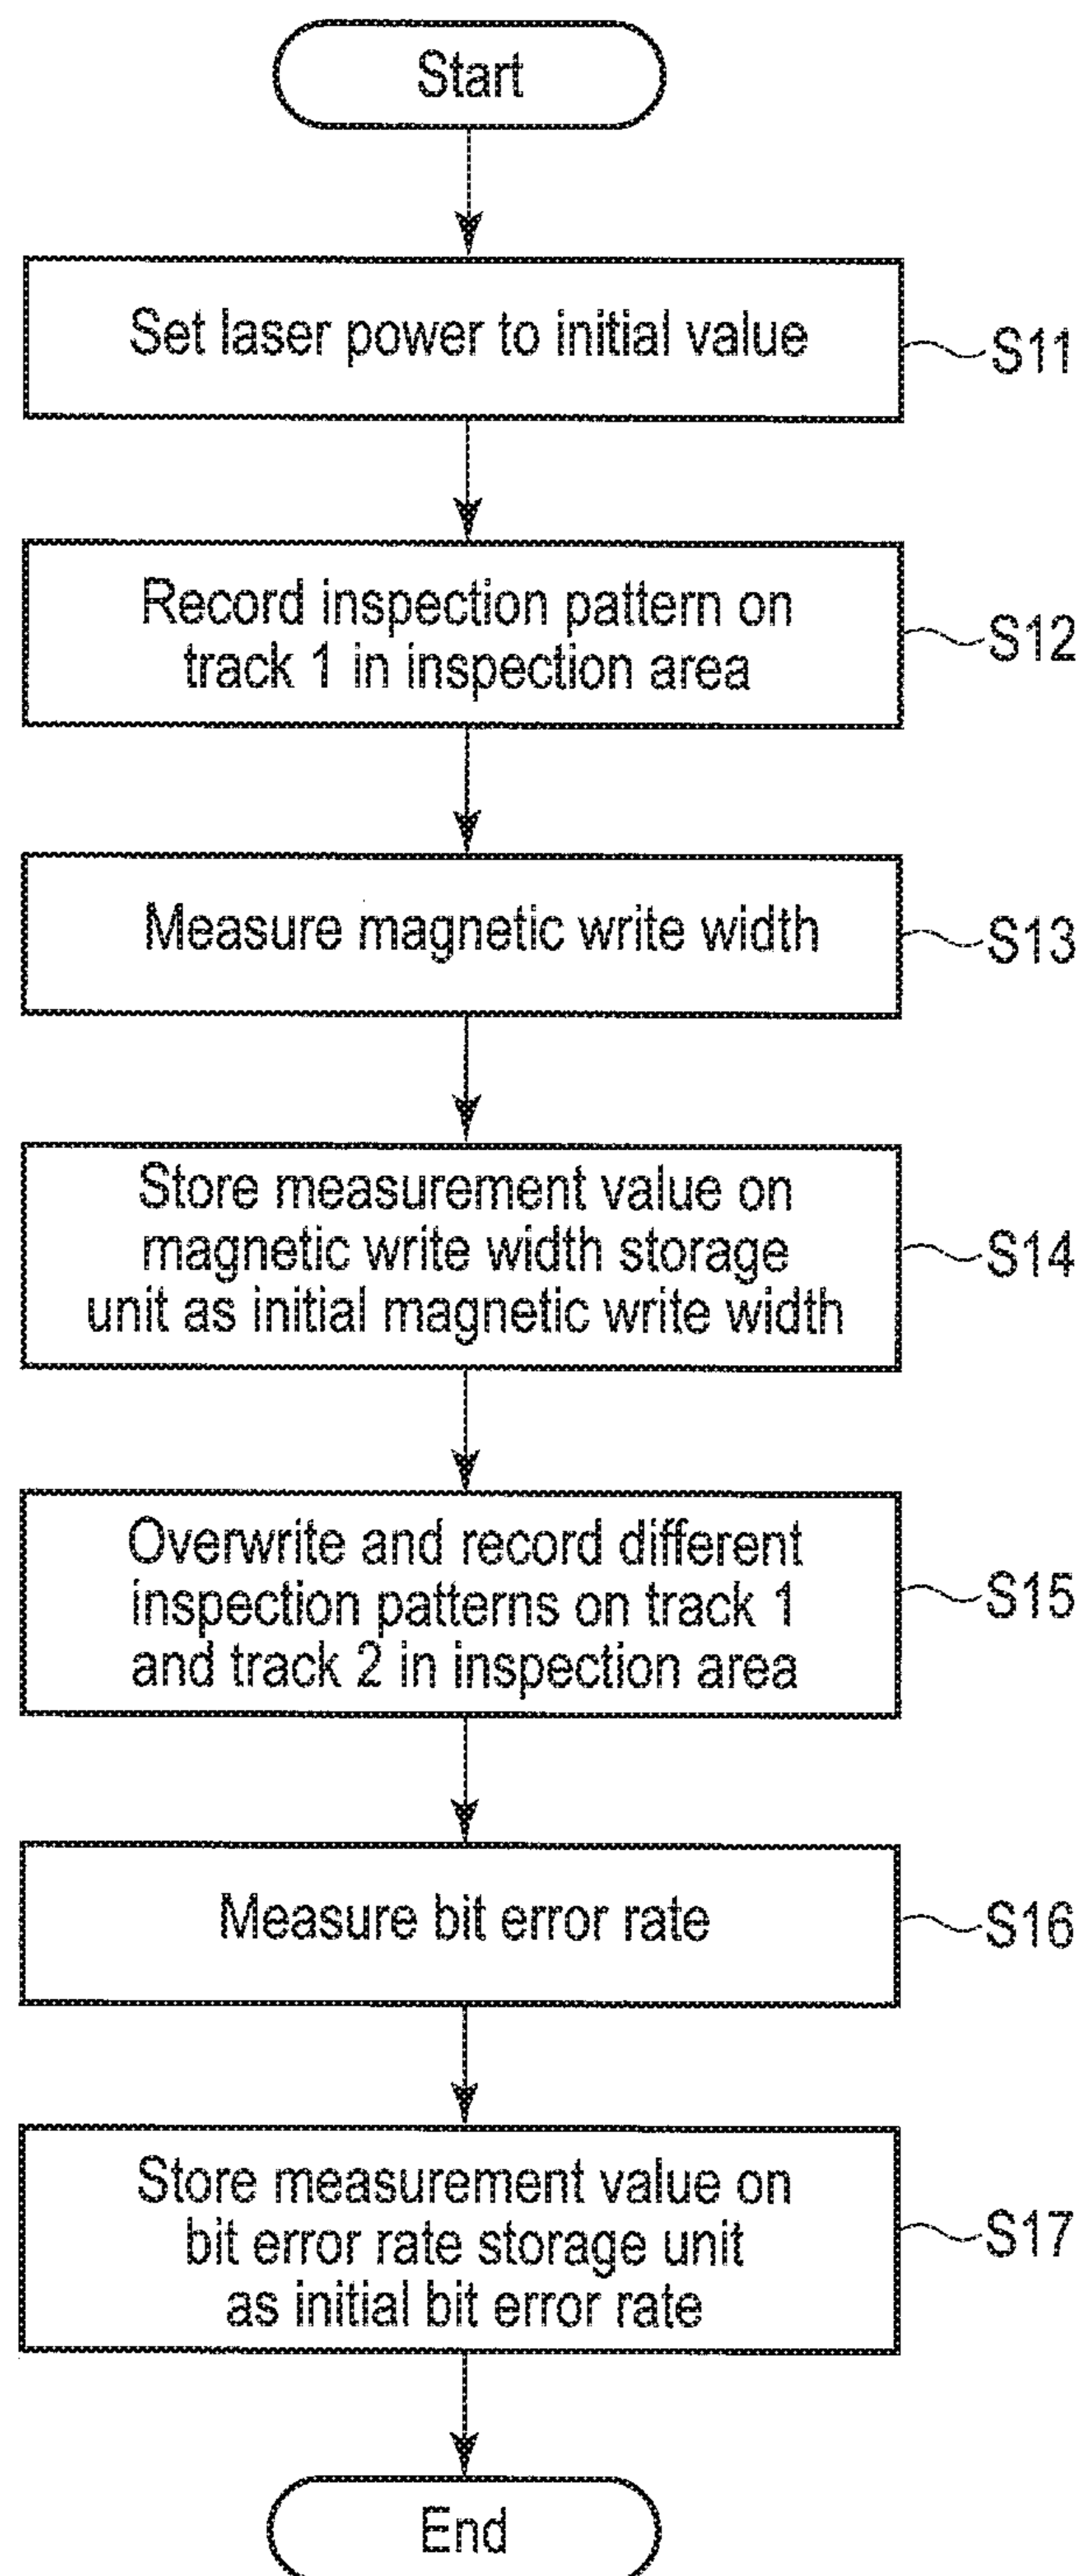 Start
Set laser power to initial value
S11
Record inspection pattern on
track 1 in inspection area
S12
Measure magnetic write width
S13
Store measurement value on
magnetic write width storage
unit as initial magnetic write width
S14
Overwrite and record different
inspection patterns on track 1
and track 2 in inspection area
S15
Measure bit error rate
S16
Store measurement value on
bit error rate storage unit
as initial bit error rate
S17
End